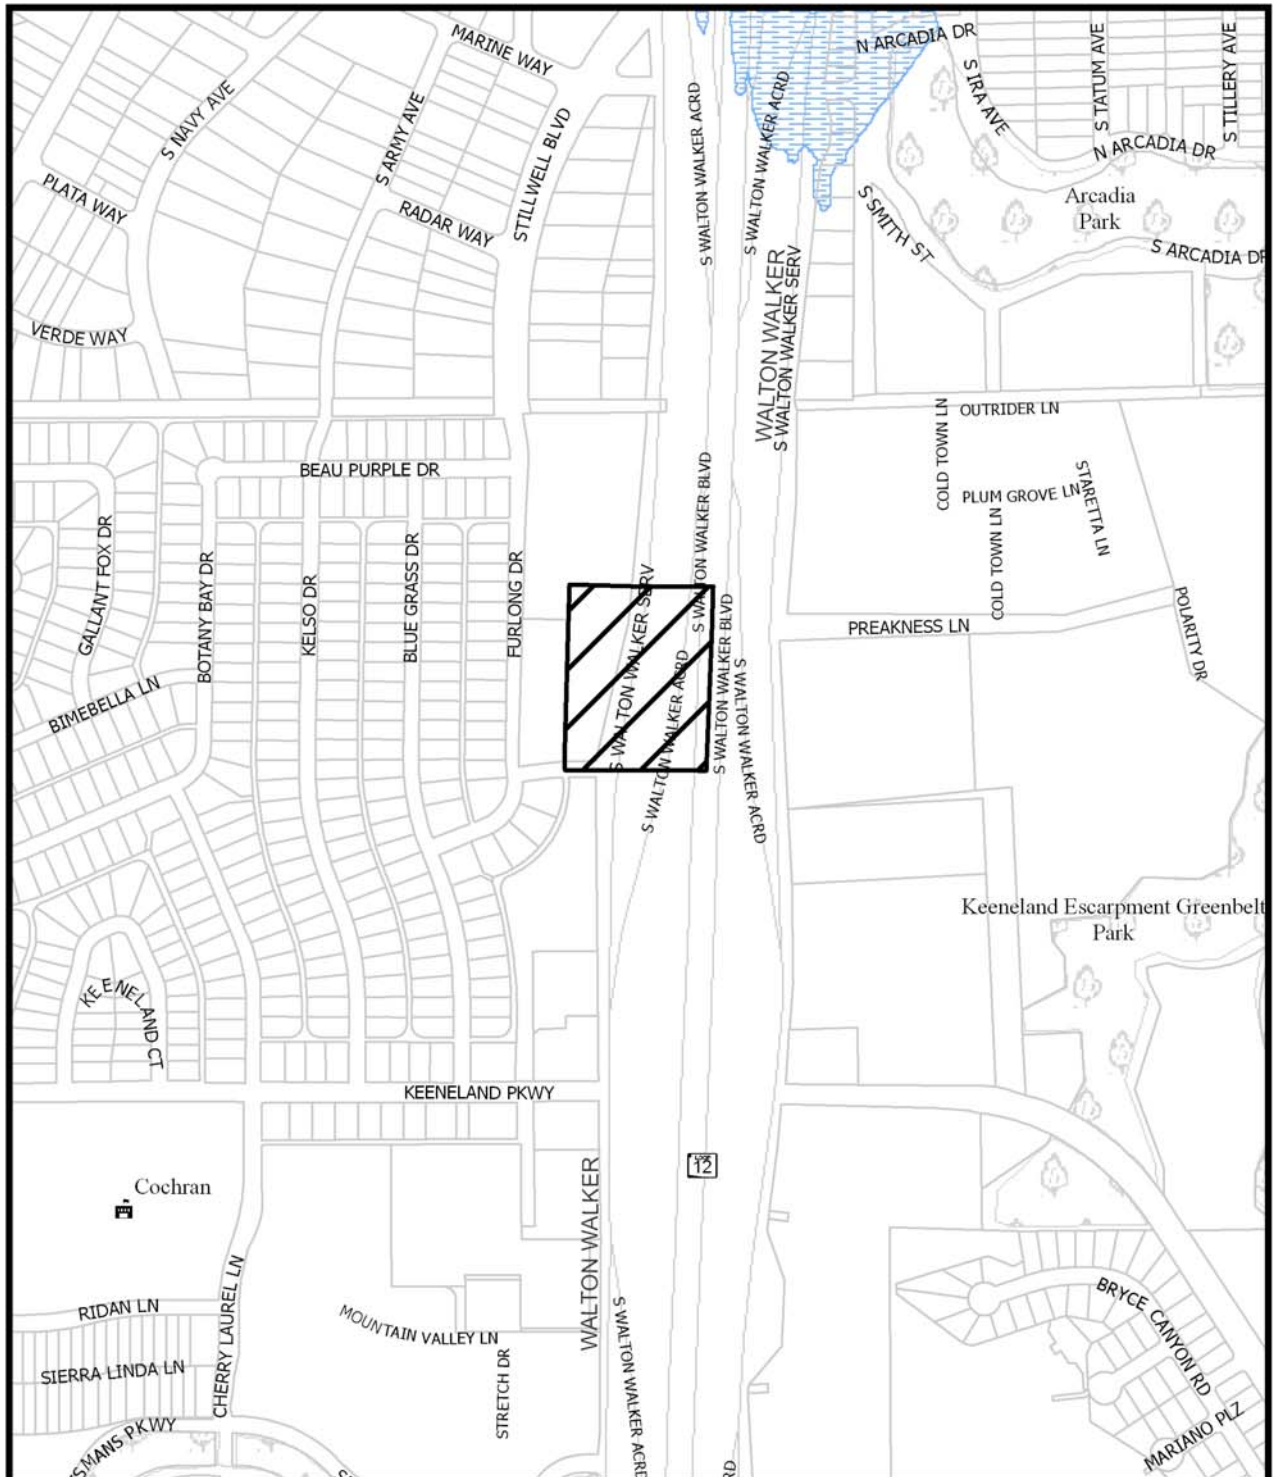 MARINE WAY
N ARCADIA DR
S TATUM AVE
S TILLERY AVE
S NAVY AVE
S ARMY AVE
S IRA AVE
STILLWELL BLVD
S WALTON WALKER ACRD
S WALTON WALKER ACRD
N ARCADIA DR
PLATA WAY
RADAR WAY
Arcadia
Park
S SMITH ST
S ARCADIA DR
VERDE WAY
WALTON WALKER
S WALTON WALKER SERV
OUTRIDER LN
COLD TOWN LN
BEAU PURPLE DR
PLUM GROVE LN
STARETTA LN
COLD TOWN LN
S WALTON WALKER BLVD
GALLANT FOX DR
BOTANY BAY DR
KELSO DR
BLUE GRASS DR
FURLONG DR
S WALTON WALKER SERV
S WALTON WALKER ACRD
S WALTON WALKER BLVD
S WALTON WALKER ACRD
PREAKNESS LN
POLARITY DR
BIMEBELLA LN
Keeneland Escarpment Greenbelt
Park
KEENELAND CT
KEENELAND PKWY
LOOP
12
Cochran
WALTON WALKER
RIDAN LN
CHERRY LAUREL LN
MOUNTAIN VALLEY LN
SIERRA LINDA LN
STRETCH DR
S WALTON WALKER ACRD
BRYCE CANYON RD
MARIANO PLZ
SMANS PKWY
RD